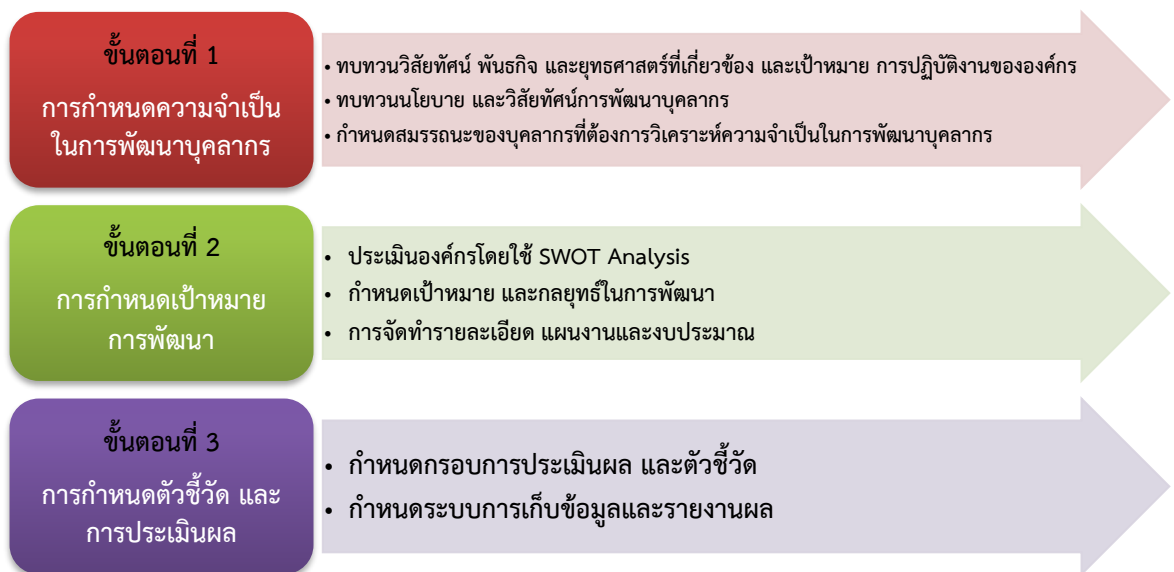 ขั้นตอนที่ 1
การกำหนดความจำเป็น
ในการพัฒนาบุคลากร
• ทบทวนวิสัยทัศน์ พันธกิจ และยุทธศาสตร์ที่เกี่ยวข้อง และเป้าหมาย การปฏิบัติงานขององค์กร
• ทบทวนนโยบาย และวิสัยทัศน์การพัฒนาบุคลากร
• กำหนดสมรรถนะของบุคลากรที่ต้องการวิเคราะห์ความจำเป็นในการพัฒนาบุคลากร
ขั้นตอนที่ 2
การกำหนดเป้าหมาย
การพัฒนา
• ประเมินองค์กรโดยใช้ SWOT Analysis
• กำหนดเป้าหมาย และกลยุทธ์ในการพัฒนา
• การจัดทำรายละเอียด แผนงานและงบประมาณ
ขั้นตอนที่ 3
การกำหนดตัวชี้วัด และ
การประเมินผล
• กำหนดกรอบการประเมินผล และตัวชี้วัด
• กำหนดระบบการเก็บข้อมูลและรายงานผล